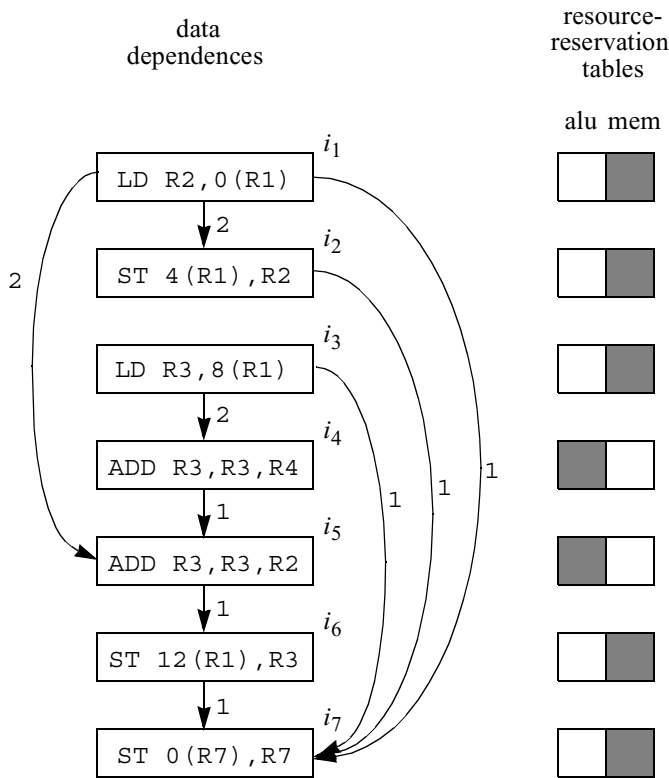 data
dependences
resource-
reservation
tables
alu mem
i1
LD R2,0(R1)
2
i2
ST 4(R1),R2
2
i3
LD R3,8(R1)
2
i4
ADD R3,R3,R4
1
1
1
1
i5
ADD R3,R3,R2
1
i6
ST 12(R1),R3
1
i7
ST 0(R7),R7